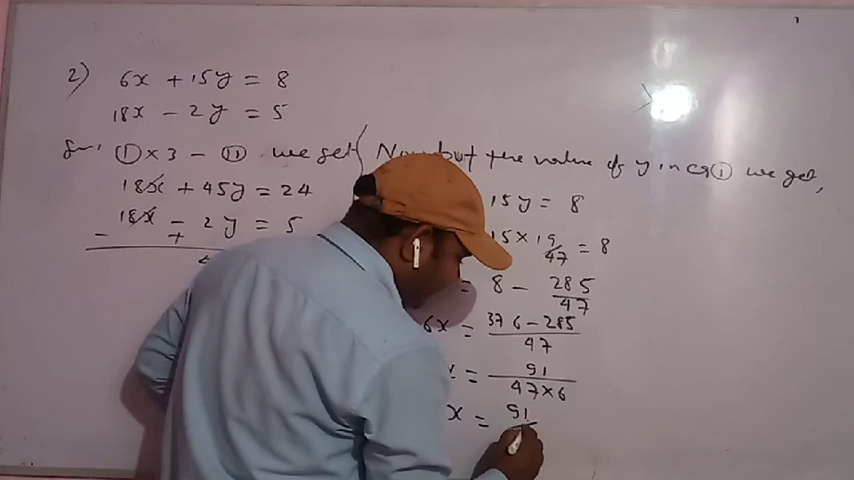 2) 6x + 15y = 8
18x - 2y = 5
① × 3 - ② we get
18x + 45y = 24
18x - 2y = 5
- +
Now put the value of y in eq ① we get,
15y = 8
15 × 19/47 = 8
= 8 - 285/47
6x = 376 - 285/47
= 91/47×6
x = 91